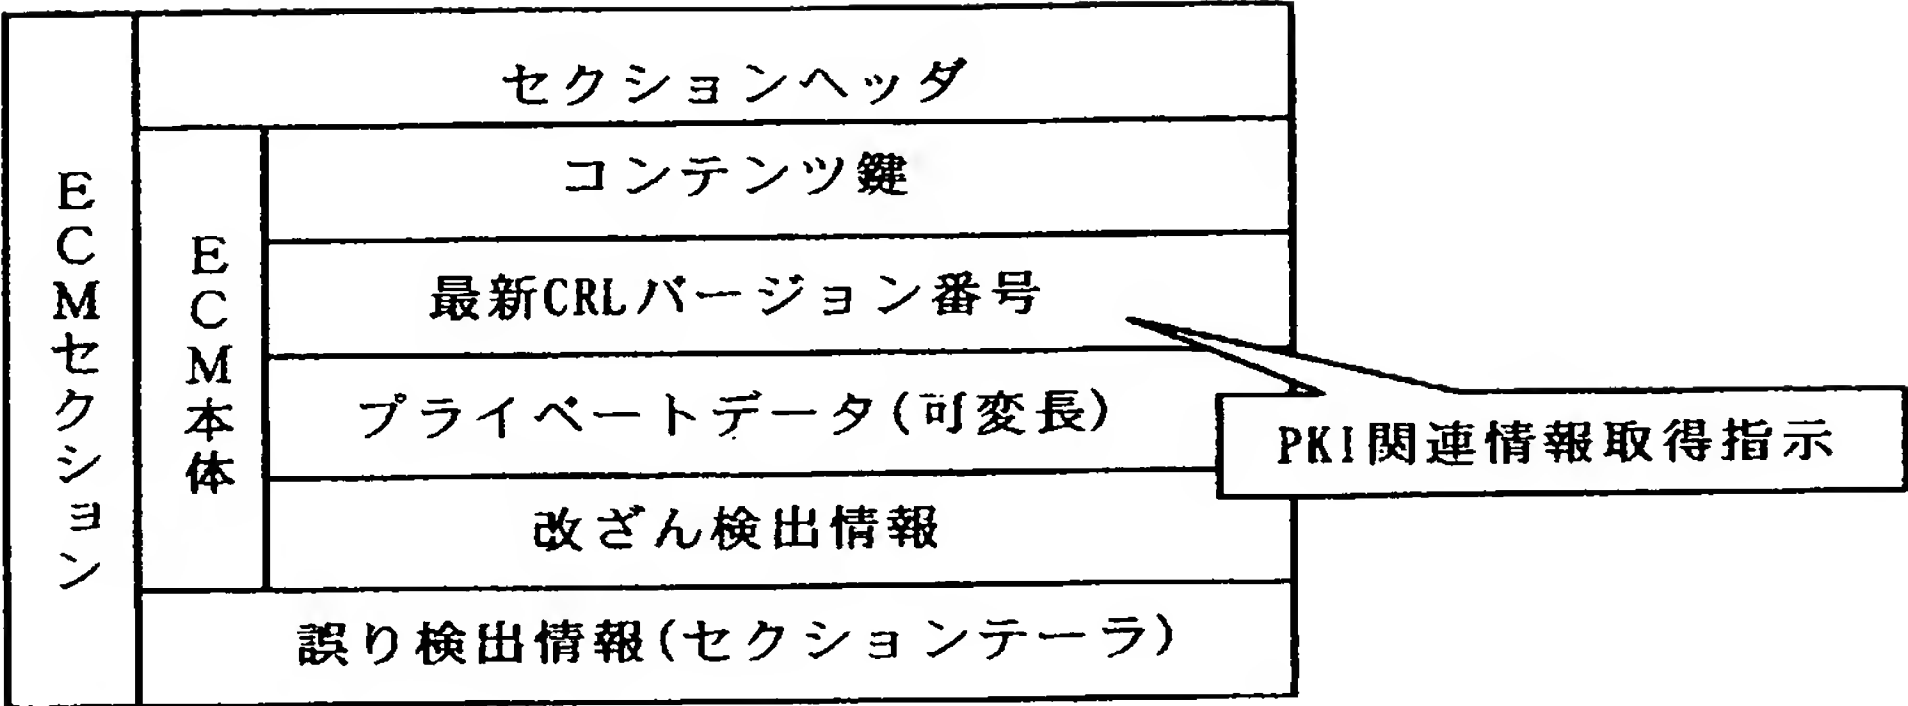 ECMセクション
セクションヘッダ
ECM本体
コンテンツ鍵
最新CRLバージョン番号
プライベートデータ(可変長)
PKI関連情報取得指示
改ざん検出情報
誤り検出情報(セクションテーラ)